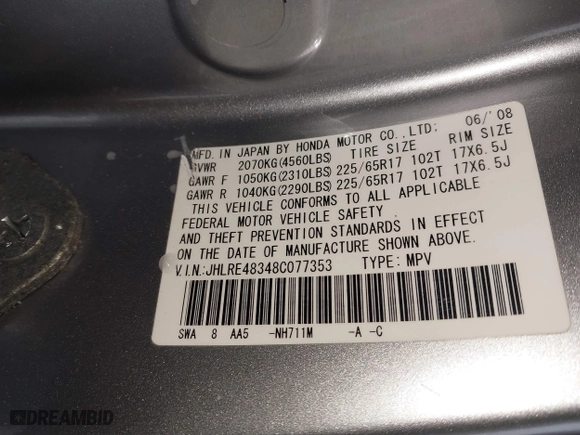 MFD. IN JAPAN BY HONDA MOTOR CO., LTD: 06/'08
GVWR 2070KG(4560LBS) TIRE SIZE RIM SIZE
GAWR F 1050KG(2310LBS) 225/65R17 102T 17X6.5J
GAWR R 1040KG(2290LBS) 225/65R17 102T 17X6.5J
THIS VEHICLE CONFORMS TO ALL APPLICABLE
FEDERAL MOTOR VEHICLE SAFETY
AND THEFT PREVENTION STANDARDS IN EFFECT
ON THE DATE OF MANUFACTURE SHOWN ABOVE.
V.I.N:JHLRE48348C077353 TYPE: MPV
SWA 8 AA5 -NH711M -A -C
DREAMBID